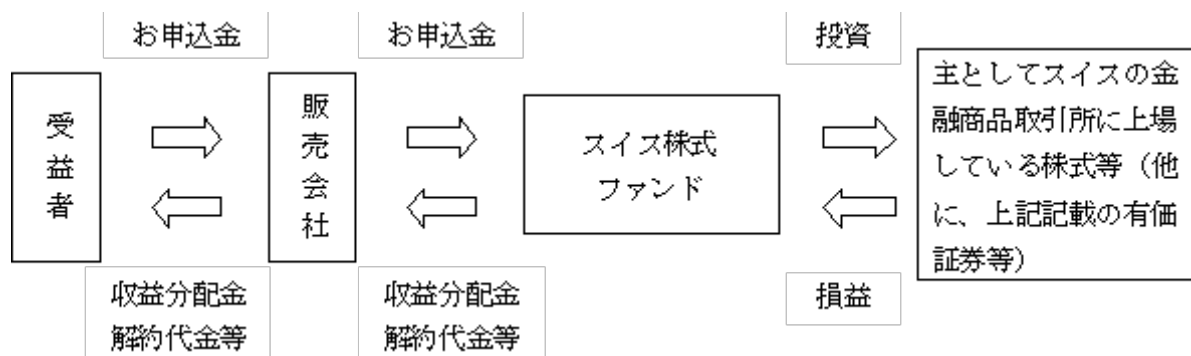 お申込金
お申込金
投資
受益者
販売会社
スイス株式
ファンド
主としてスイスの金
融商品取引所に上場
している株式等（他
に、上記記載の有価
証券等）
収益分配金
解約代金等
収益分配金
解約代金等
損益